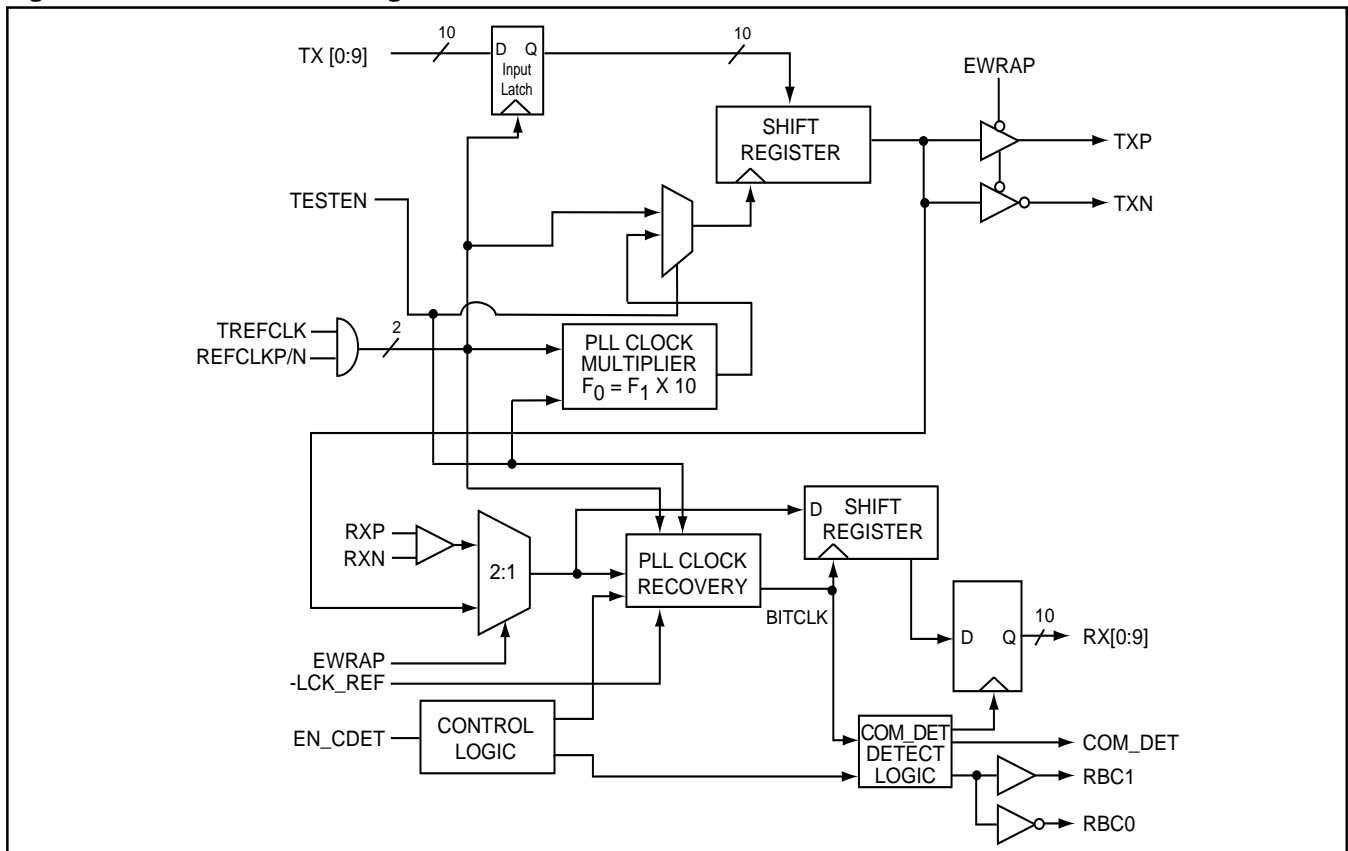 TX [0:9]
10
D Q
Input
Latch
10
EWRAP
SHIFT
REGISTER
TXP
TXN
TESTEN
TREFCLK
REFCLKP/N
2
PLL CLOCK
MULTIPLIER
F0 = F1 X 10
RXP
RXN
2:1
PLL CLOCK
RECOVERY
D SHIFT
REGISTER
BITCLK
D Q
10
RX[0:9]
EWRAP
-LCK_REF
EN_CDET
CONTROL
LOGIC
COM_DET
DETECT
LOGIC
COM_DET
RBC1
RBC0